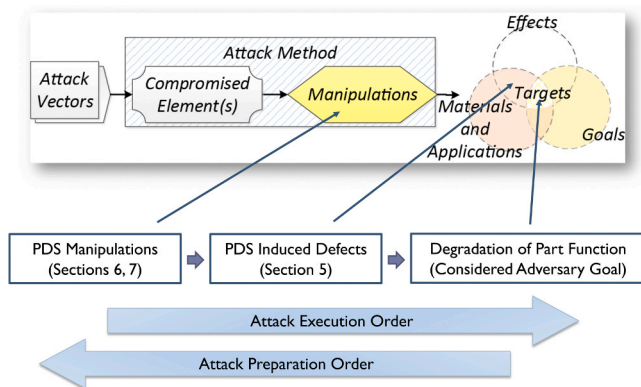 Effects
Attack Method
Attack
Vectors
Compromised
Element(s)
Manipulations
Targets
Materials
and
Applications
Goals
PDS Manipulations
(Sections 6, 7)
PDS Induced Defects
(Section 5)
Degradation of Part Function
(Considered Adversary Goal)
Attack Execution Order
Attack Preparation Order